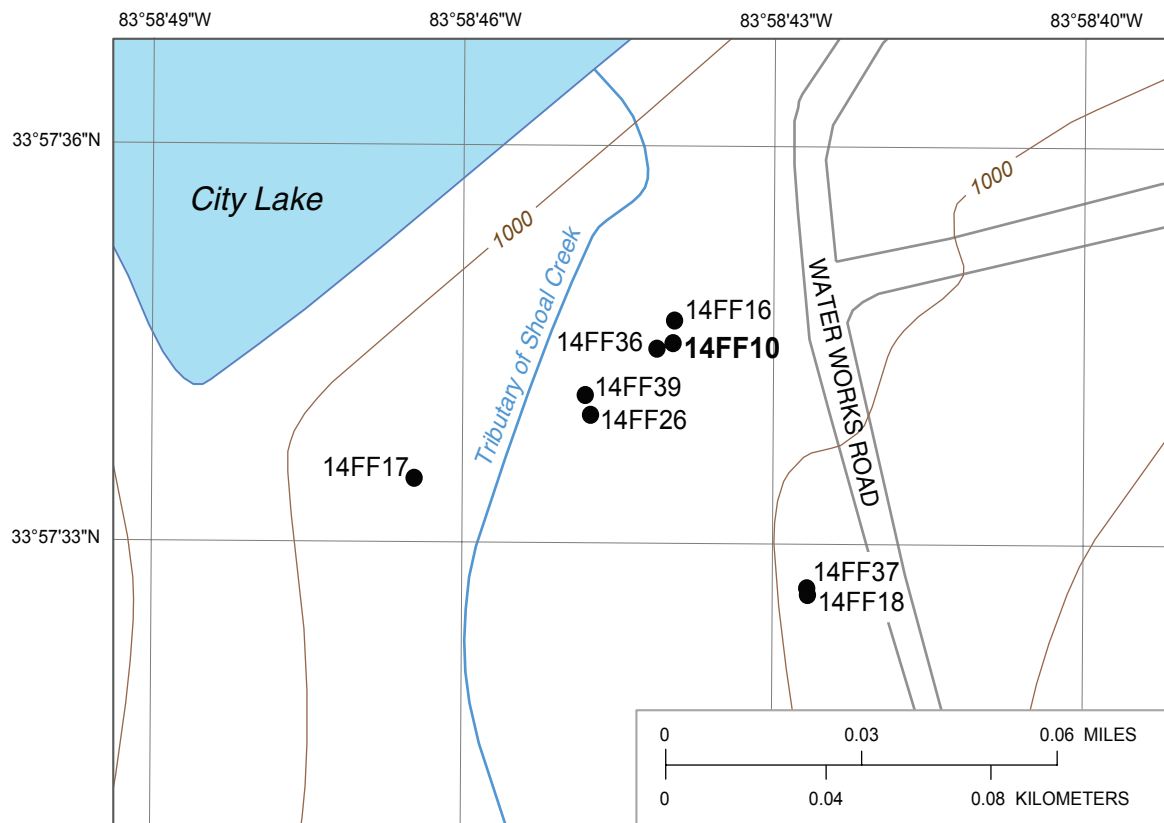 83°58'49"W
83°58'46"W
83°58'43"W
83°58'40"W
33°57'36"N
City Lake
1000
1000
Tributary of Shoal Creek
WATER WORKS ROAD
14FF16
14FF36
14FF10
14FF39
14FF26
14FF17
33°57'33"N
14FF37
14FF18
0 0.03 0.06 MILES
0 0.04 0.08 KILOMETERS